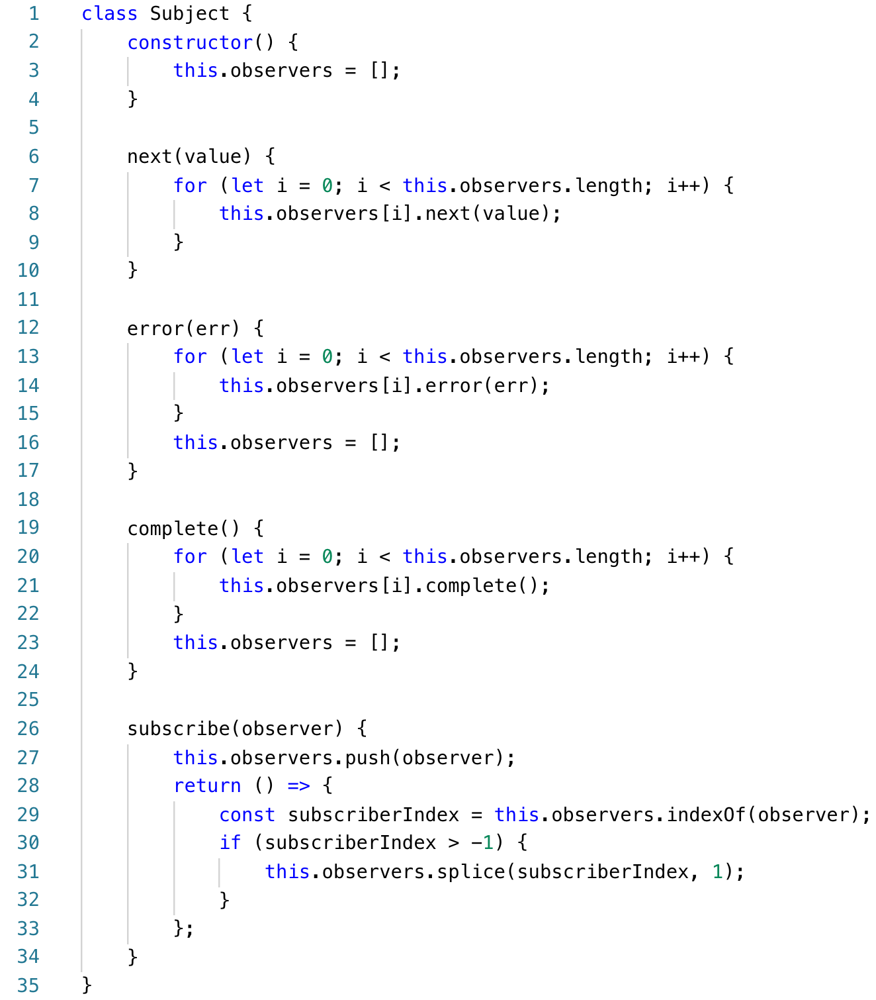 1 class Subject {
2     constructor() {
3         this.observers = [];
4     }
5
6     next(value) {
7         for (let i = 0; i < this.observers.length; i++) {
8             this.observers[i].next(value);
9         }
10     }
11
12     error(err) {
13         for (let i = 0; i < this.observers.length; i++) {
14             this.observers[i].error(err);
15         }
16         this.observers = [];
17     }
18
19     complete() {
20         for (let i = 0; i < this.observers.length; i++) {
21             this.observers[i].complete();
22         }
23         this.observers = [];
24     }
25
26     subscribe(observer) {
27         this.observers.push(observer);
28         return () => {
29             const subscriberIndex = this.observers.indexOf(observer);
30             if (subscriberIndex > −1) {
31                 this.observers.splice(subscriberIndex, 1);
32             }
33         };
34     }
35 }